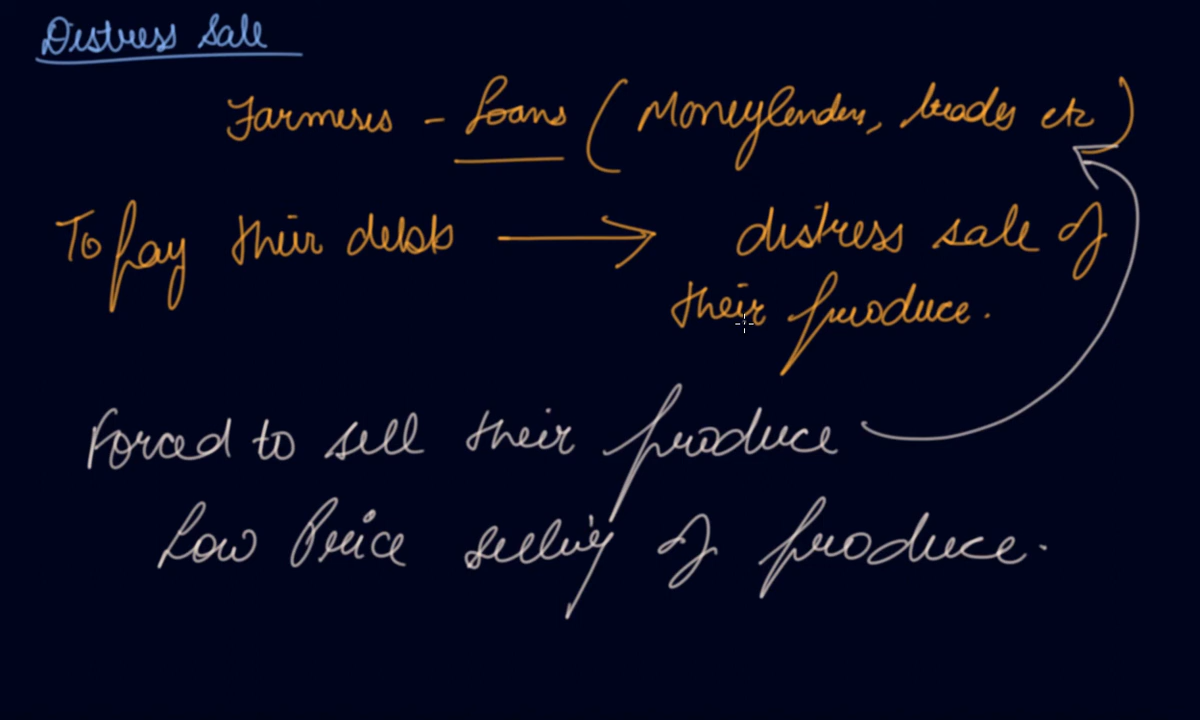 Distress Sale
Farmers - Loans ( Moneylenders, trades etc )
To pay their debts → distress sale of
their produce.
Forced to sell their produce
Low Price selling of produce.